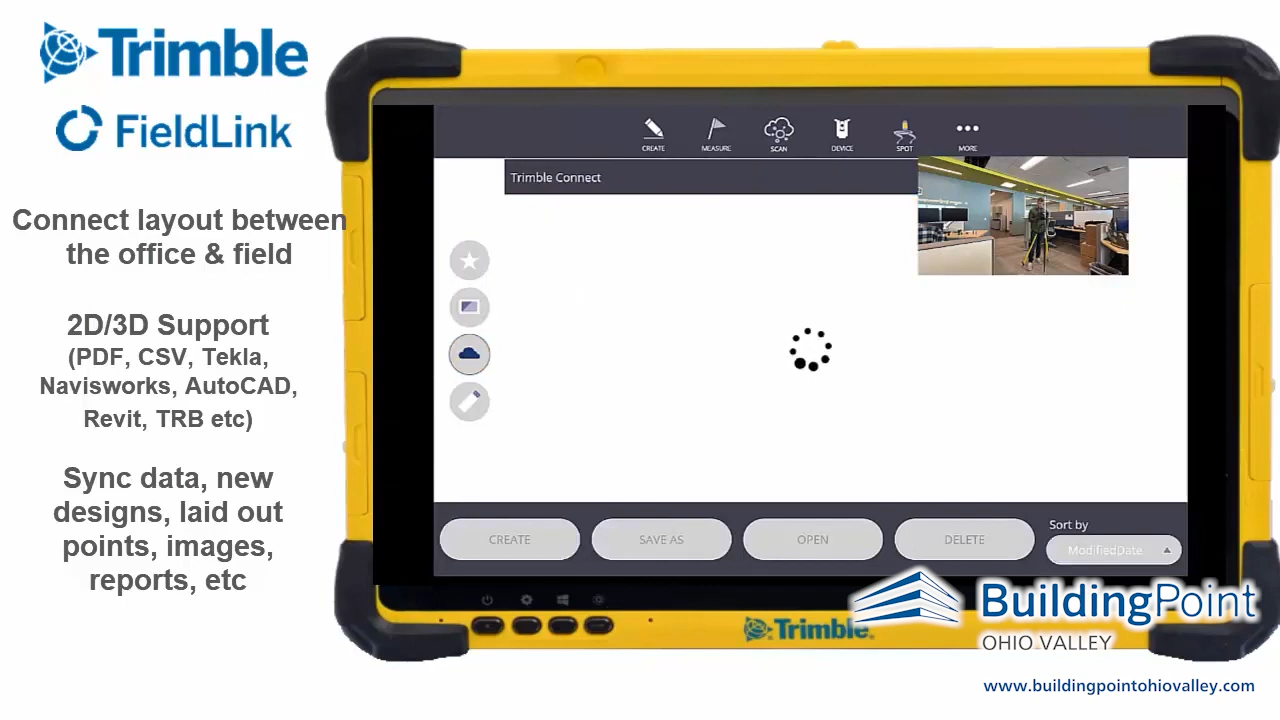 Trimble
FieldLink
Connect layout between
the office & field
2D/3D Support
(PDF, CSV, Tekla,
Navisworks, AutoCAD,
Revit, TRB etc)
Sync data, new
designs, laid out
points, images,
reports, etc
CREATE
MEASURE
SCAN
DEVICE
SPOT
MORE
Trimble Connect
CREATE
SAVE AS
OPEN
DELETE
Sort by
ModifiedDate
Trimble
BuildingPoint
OHIO VALLEY
www.buildingpointohiovalley.com